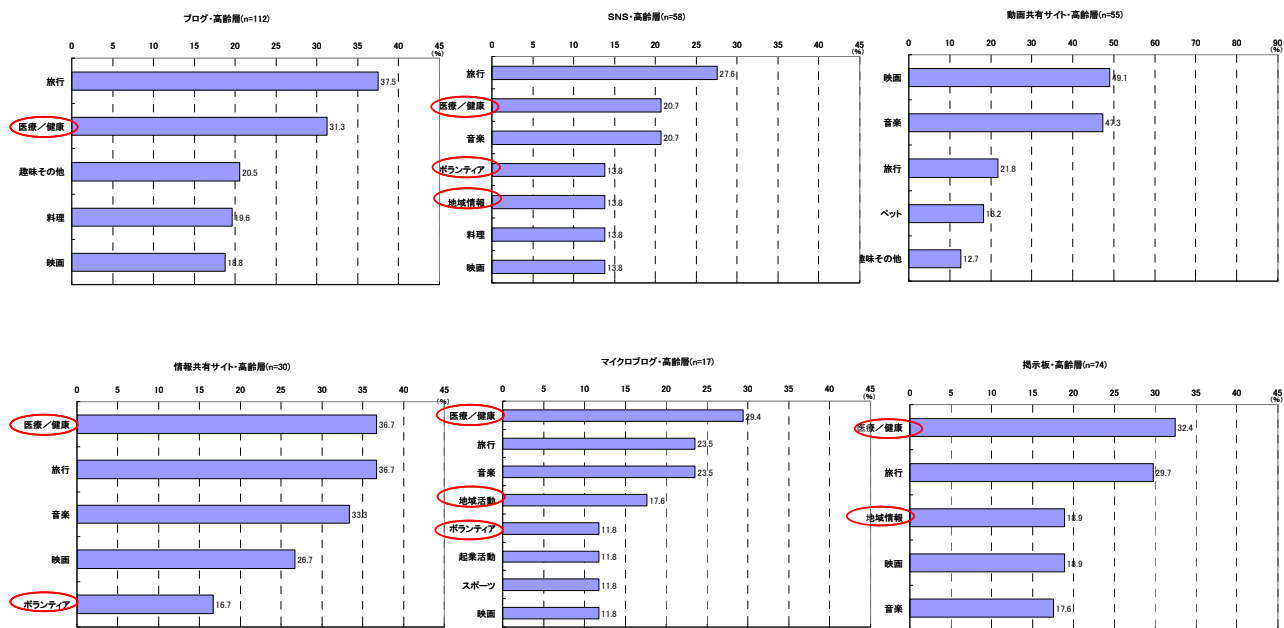 ブログ・高齢層(n=112)
0 5 10 15 20 25 30 35 40 45
(%)
旅行 37.5
医療／健康 31.3
趣味その他 20.5
料理 19.6
映画 18.8
SNS・高齢層(n=58)
0 5 10 15 20 25 30 35 40 45
(%)
旅行 27.6
医療／健康 20.7
音楽 20.7
ボランティア 13.8
地域情報 13.8
料理 13.8
映画 13.8
動画共有サイト・高齢層(n=55)
0 10 20 30 40 50 60 70 80 90
(%)
映画 49.1
音楽 47.3
旅行 21.8
ペット 18.2
趣味その他 12.7
情報共有サイト・高齢層(n=30)
0 5 10 15 20 25 30 35 40 45
(%)
医療／健康 36.7
旅行 36.7
音楽 33.3
映画 26.7
ボランティア 16.7
マイクロブログ・高齢層(n=17)
0 5 10 15 20 25 30 35 40 45
(%)
医療／健康 29.4
旅行 23.5
音楽 23.5
地域活動 17.6
ボランティア 11.8
起業活動 11.8
スポーツ 11.8
映画 11.8
掲示板・高齢層(n=74)
0 5 10 15 20 25 30 35 40 45
(%)
医療／健康 32.4
旅行 29.7
地域情報 18.9
映画 18.9
音楽 17.6